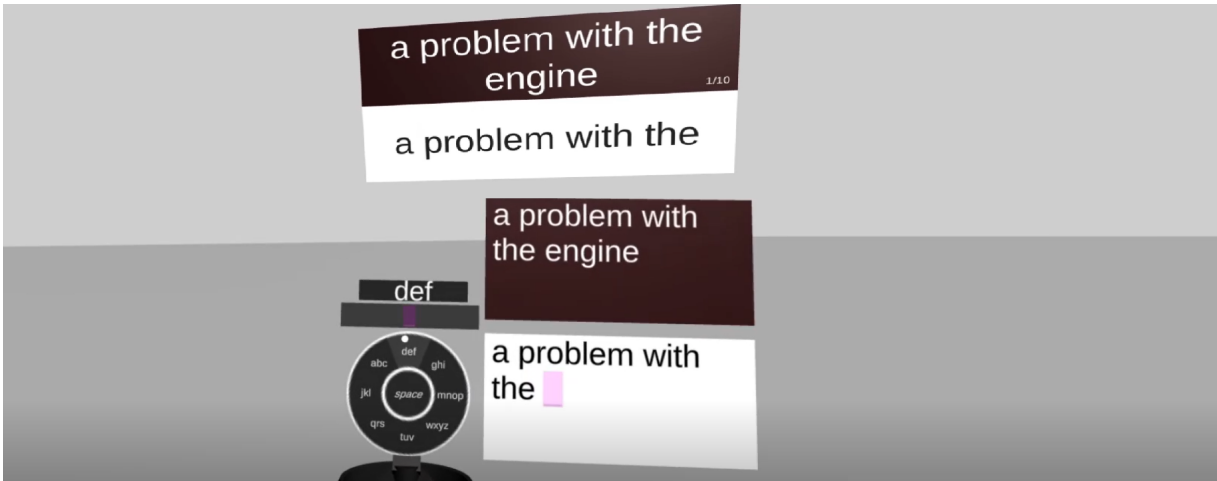 a problem with the
engine
1/10
a problem with the
a problem with
the engine
def
a problem with
the _
def
abc
ghi
jkl
space
mnop
qrs
wxyz
tuv